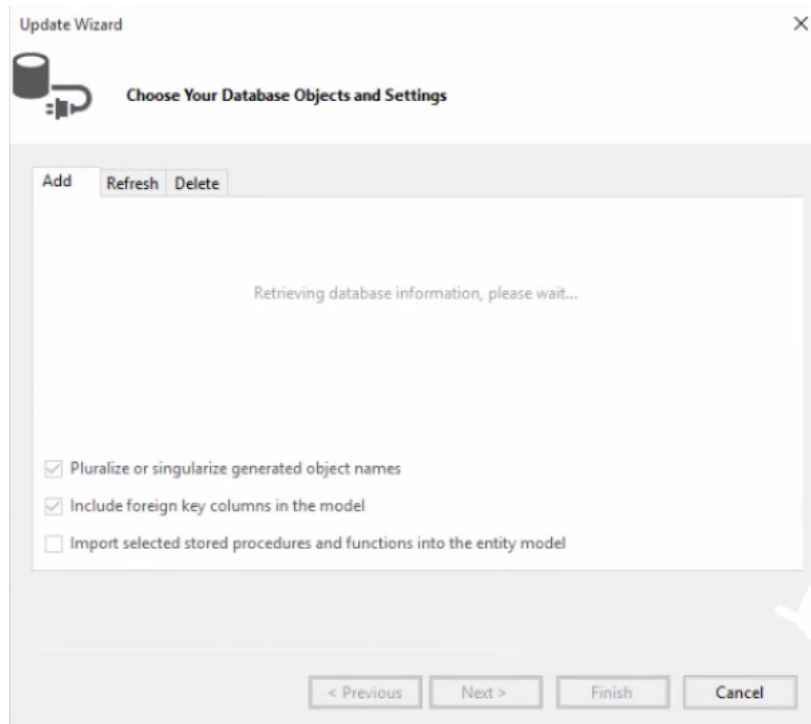 Update Wizard
Choose Your Database Objects and Settings
Add Refresh Delete
Retrieving database information, please wait...
Pluralize or singularize generated object names
Include foreign key columns in the model
Import selected stored procedures and functions into the entity model
< Previous Next > Finish Cancel